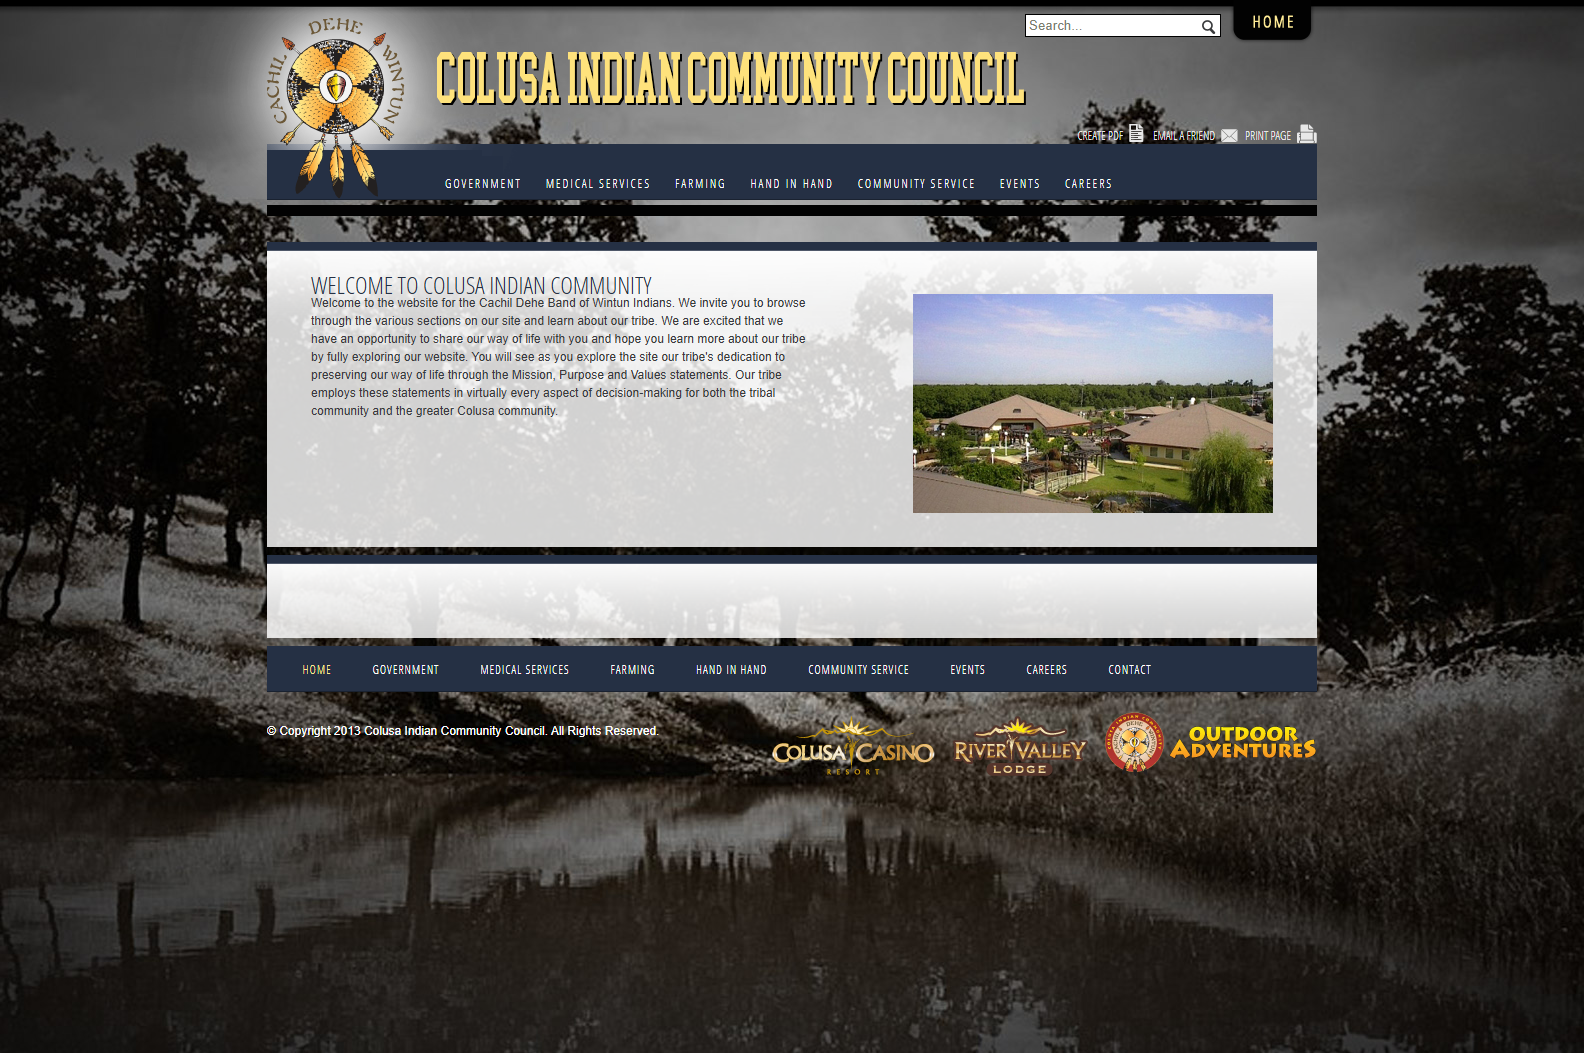 Search...
HOME
CACHIL DEHE WINTUN
COLUSA INDIAN COMMUNITY COUNCIL
CREATE PDF EMAIL A FRIEND PRINT PAGE
GOVERNMENT MEDICAL SERVICES FARMING HAND IN HAND COMMUNITY SERVICE EVENTS CAREERS
WELCOME TO COLUSA INDIAN COMMUNITY
Welcome to the website for the Cachil Dehe Band of Wintun Indians. We invite you to browse
through the various sections on our site and learn about our tribe. We are excited that we
have an opportunity to share our way of life with you and hope you learn more about our tribe
by fully exploring our website. You will see as you explore the site our tribe's dedication to
preserving our way of life through the Mission, Purpose and Values statements. Our tribe
employs these statements in virtually every aspect of decision-making for both the tribal
community and the greater Colusa community.
HOME GOVERNMENT MEDICAL SERVICES FARMING HAND IN HAND COMMUNITY SERVICE EVENTS CAREERS CONTACT
© Copyright 2013 Colusa Indian Community Council. All Rights Reserved.
COLUSA CASINO
RESORT
RIVER VALLEY
LODGE
OUTDOOR
ADVENTURES